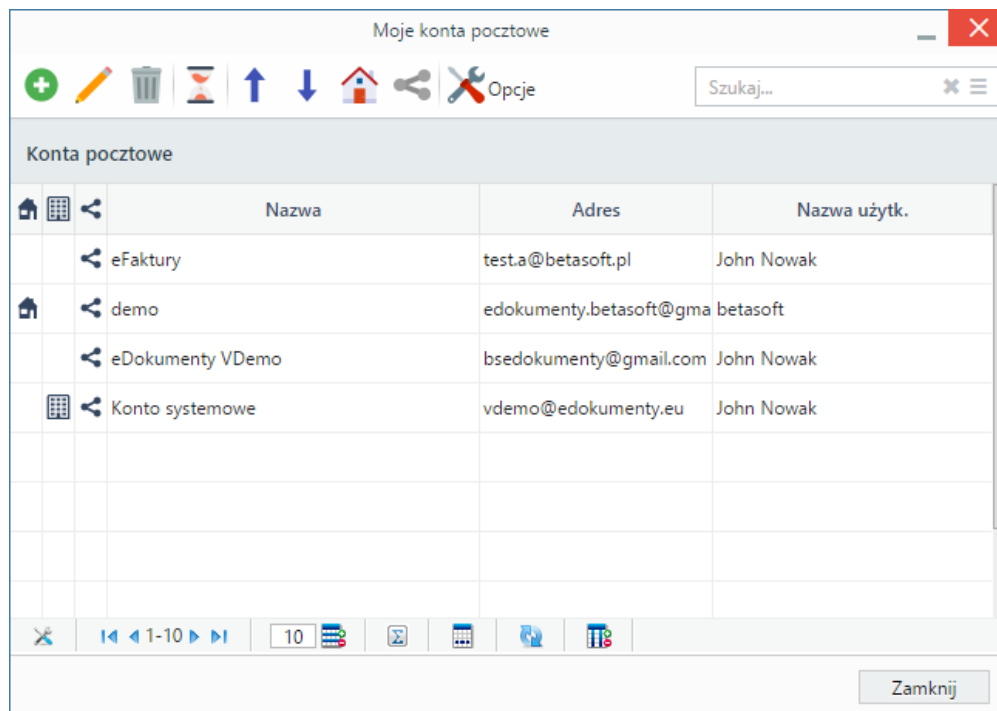 Moje konta pocztowe
Opcje Szukaj...
Konta pocztowe
Nazwa Adres Nazwa użytk.
eFaktury test.a@betasoft.pl John Nowak
demo edokumenty.betasoft@gma betasoft
eDokumenty VDemo bsedokumenty@gmail.com John Nowak
Konto systemowe vdemo@edokumenty.eu John Nowak
1-10 10
Zamknij